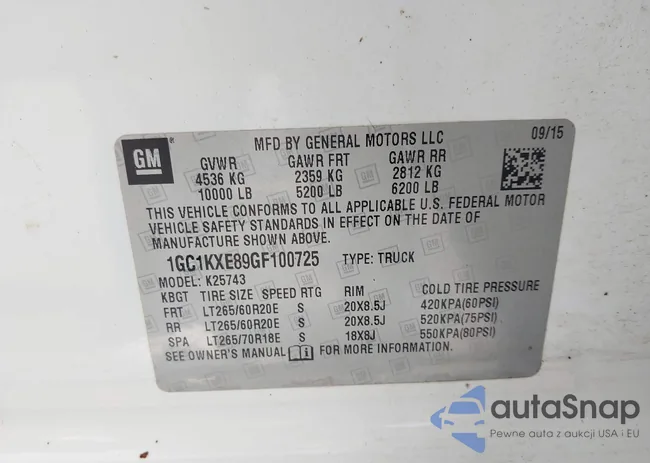 GM
MFD BY GENERAL MOTORS LLC
09/15
GVWR GAWR FRT GAWR RR
4536 KG 2359 KG 2812 KG
10000 LB 5200 LB 6200 LB
THIS VEHICLE CONFORMS TO ALL APPLICABLE U.S. FEDERAL MOTOR
VEHICLE SAFETY STANDARDS IN EFFECT ON THE DATE OF
MANUFACTURE SHOWN ABOVE.
1GC1KXE89GF100725 TYPE: TRUCK
MODEL: K25743
KBGT TIRE SIZE SPEED RTG RIM COLD TIRE PRESSURE
FRT LT265/60R20E S 20X8.5J 420KPA(60PSI)
RR LT265/60R20E S 20X8.5J 520KPA(75PSI)
SPA LT265/70R18E S 18X8J 550KPA(80PSI)
SEE OWNER'S MANUAL FOR MORE INFORMATION.
autaSnap
Pewne auta z aukcji USA i EU